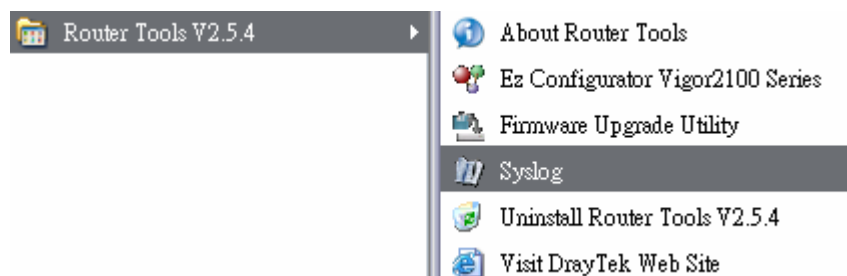 Router Tools V2.5.4
About Router Tools
Ez Configurator Vigor2100 Series
Firmware Upgrade Utility
Syslog
Uninstall Router Tools V2.5.4
Visit DrayTek Web Site